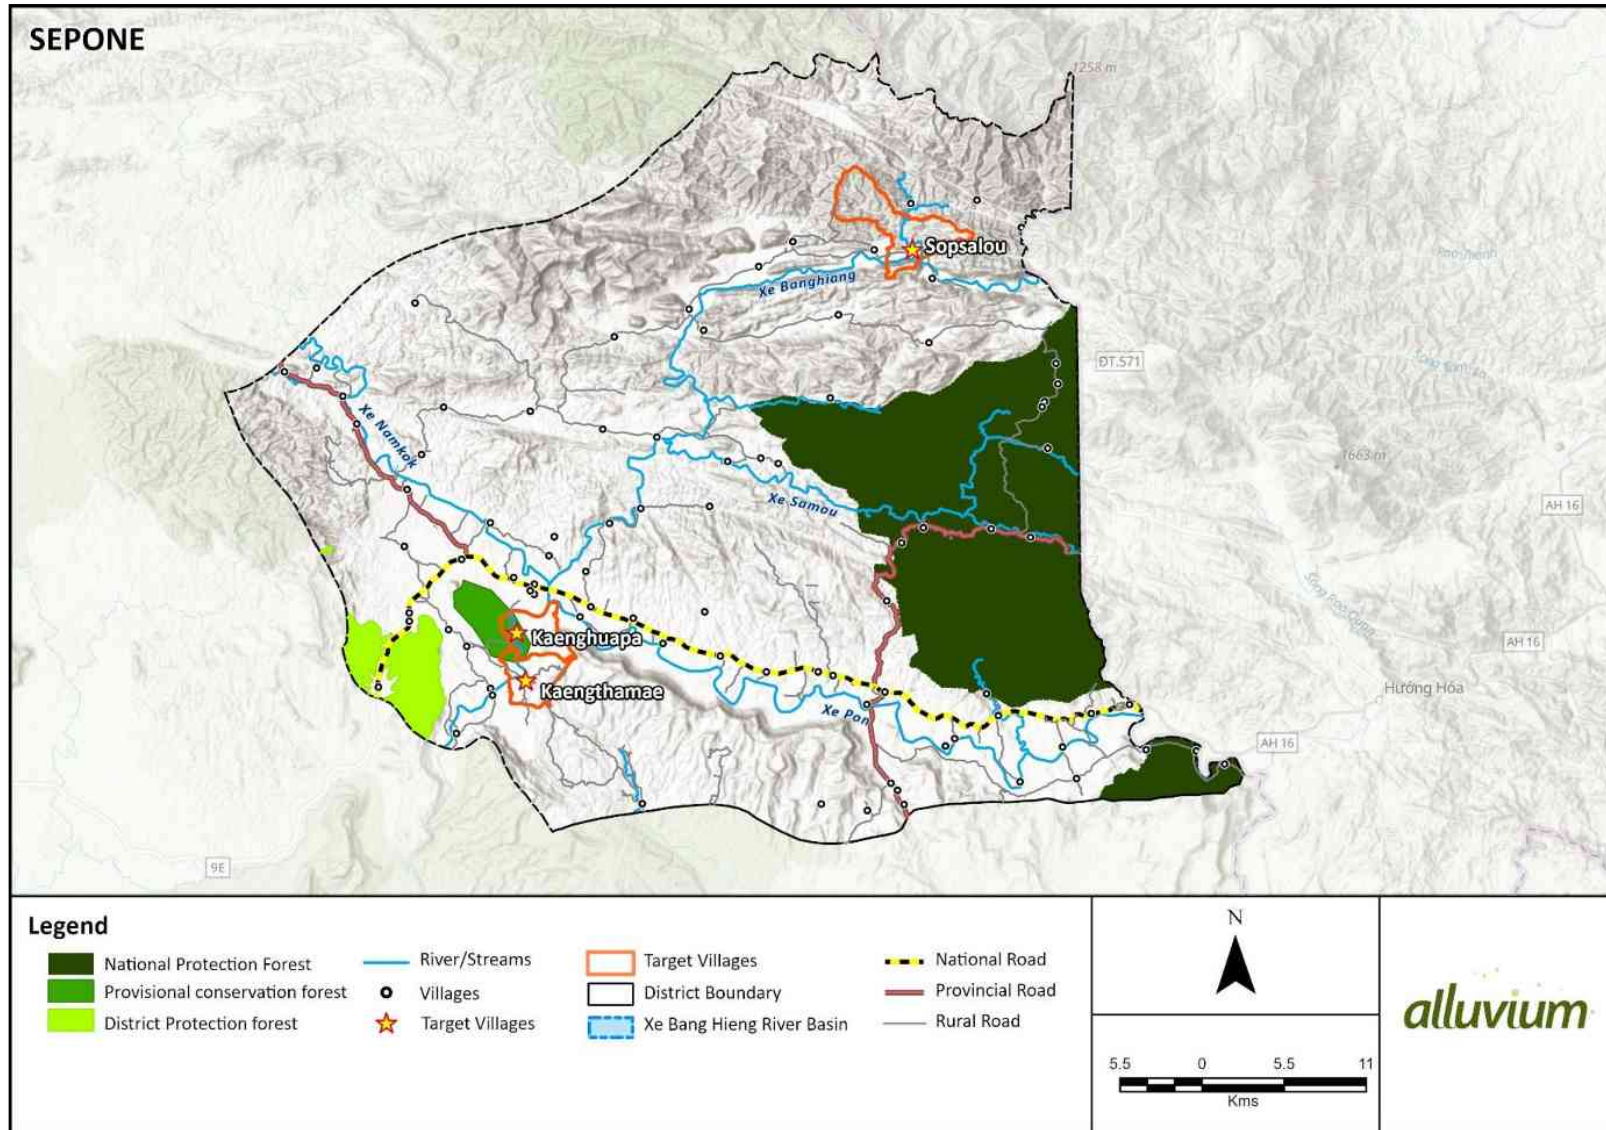 SEPONE
1258 m
Sopsalou
Xe Banghiang
ĐT.571
Xe Namkok
1663 m
AH 16
Xe Samou
AH 16
Kaenghuapa
Kaengthamae
Hướng Hóa
Xe Pon
AH 16
9E
Legend
National Protection Forest
Provisional conservation forest
District Protection forest
River/Streams
Villages
Target Villages
Target Villages
District Boundary
Xe Bang Hieng River Basin
National Road
Provincial Road
Rural Road
N
5.5 0 5.5 11
Kms
alluvium